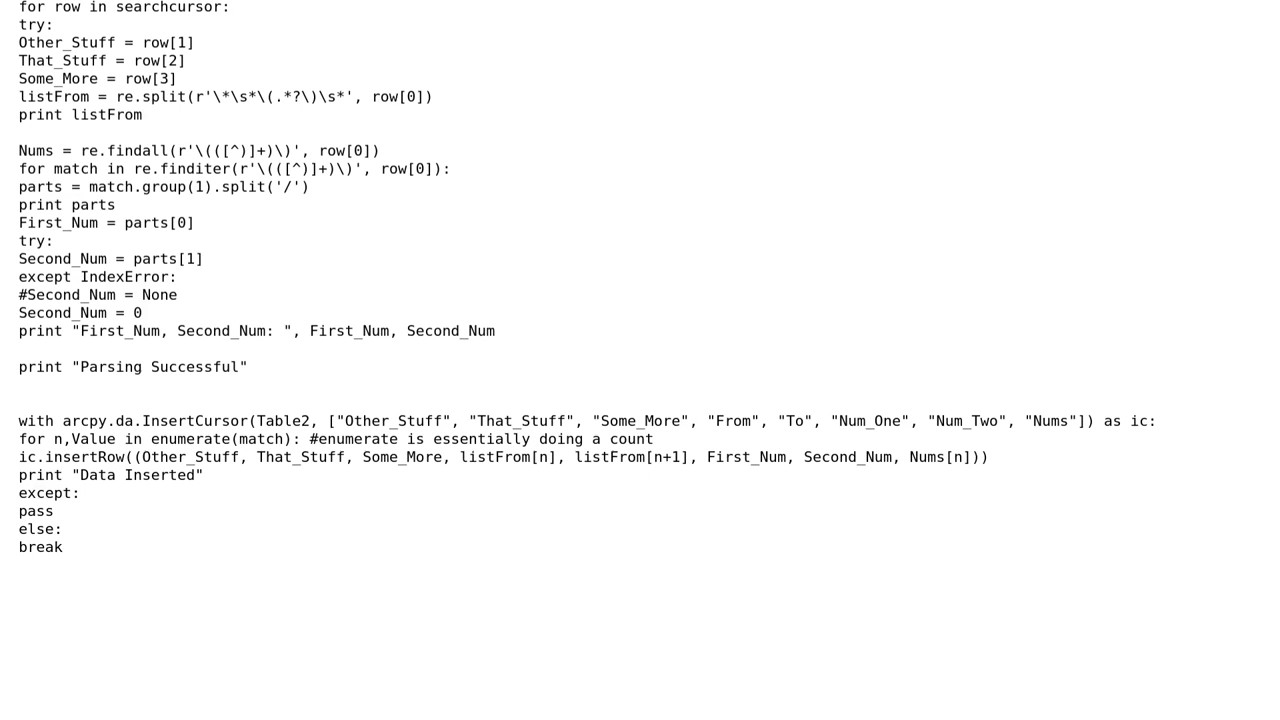 for row in searchcursor:
try:
Other_Stuff = row[1]
That_Stuff = row[2]
Some_More = row[3]
listFrom = re.split(r'\*\s*\(.*?\)\s*', row[0])
print listFrom
Nums = re.findall(r'\(([^)]+)\)', row[0])
for match in re.finditer(r'\(([^)]+)\)', row[0]):
parts = match.group(1).split('/')
print parts
First_Num = parts[0]
try:
Second_Num = parts[1]
except IndexError:
#Second_Num = None
Second_Num = 0
print "First_Num, Second_Num: ", First_Num, Second_Num
print "Parsing Successful"
with arcpy.da.InsertCursor(Table2, ["Other_Stuff", "That_Stuff", "Some_More", "From", "To", "Num_One", "Num_Two", "Nums"]) as ic:
for n,Value in enumerate(match): #enumerate is essentially doing a count
ic.insertRow((Other_Stuff, That_Stuff, Some_More, listFrom[n], listFrom[n+1], First_Num, Second_Num, Nums[n]))
print "Data Inserted"
except:
pass
else:
break